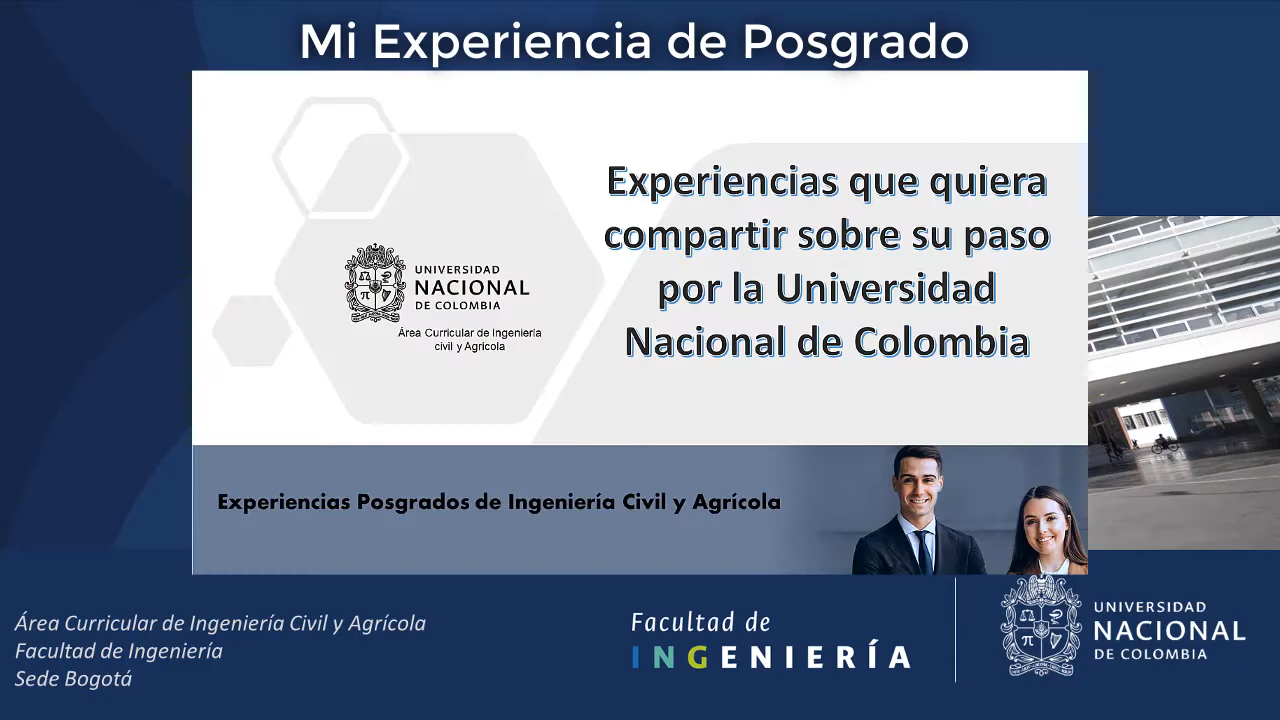 Mi Experiencia de Posgrado
Experiencias que quiera
compartir sobre su paso
por la Universidad
Nacional de Colombia
UNIVERSIDAD
NACIONAL
DE COLOMBIA
Área Curricular de Ingeniería
civil y Agrícola
Experiencias Posgrados de Ingeniería Civil y Agrícola
Área Curricular de Ingeniería Civil y Agrícola
Facultad de Ingeniería
Sede Bogotá
Facultad de
INGENIERÍA
UNIVERSIDAD
NACIONAL
DE COLOMBIA